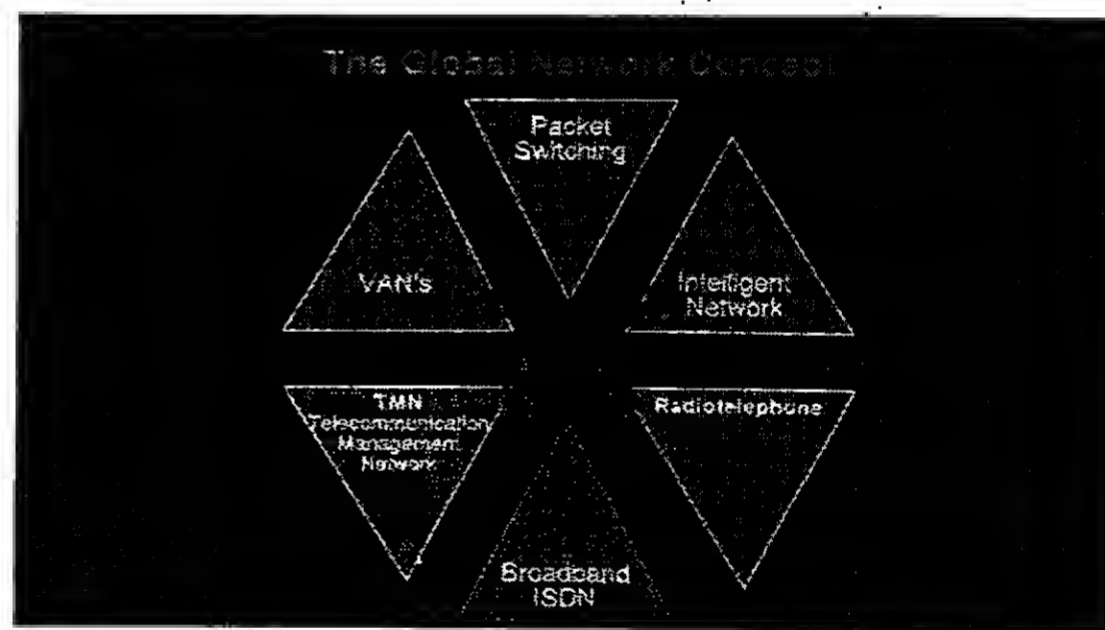 The Global Network Concept
Packet
Switching
VAN's
Intelligent
Network
TMN
Telecommunication
Management
Network
Radiotelephone
Broadband
ISDN